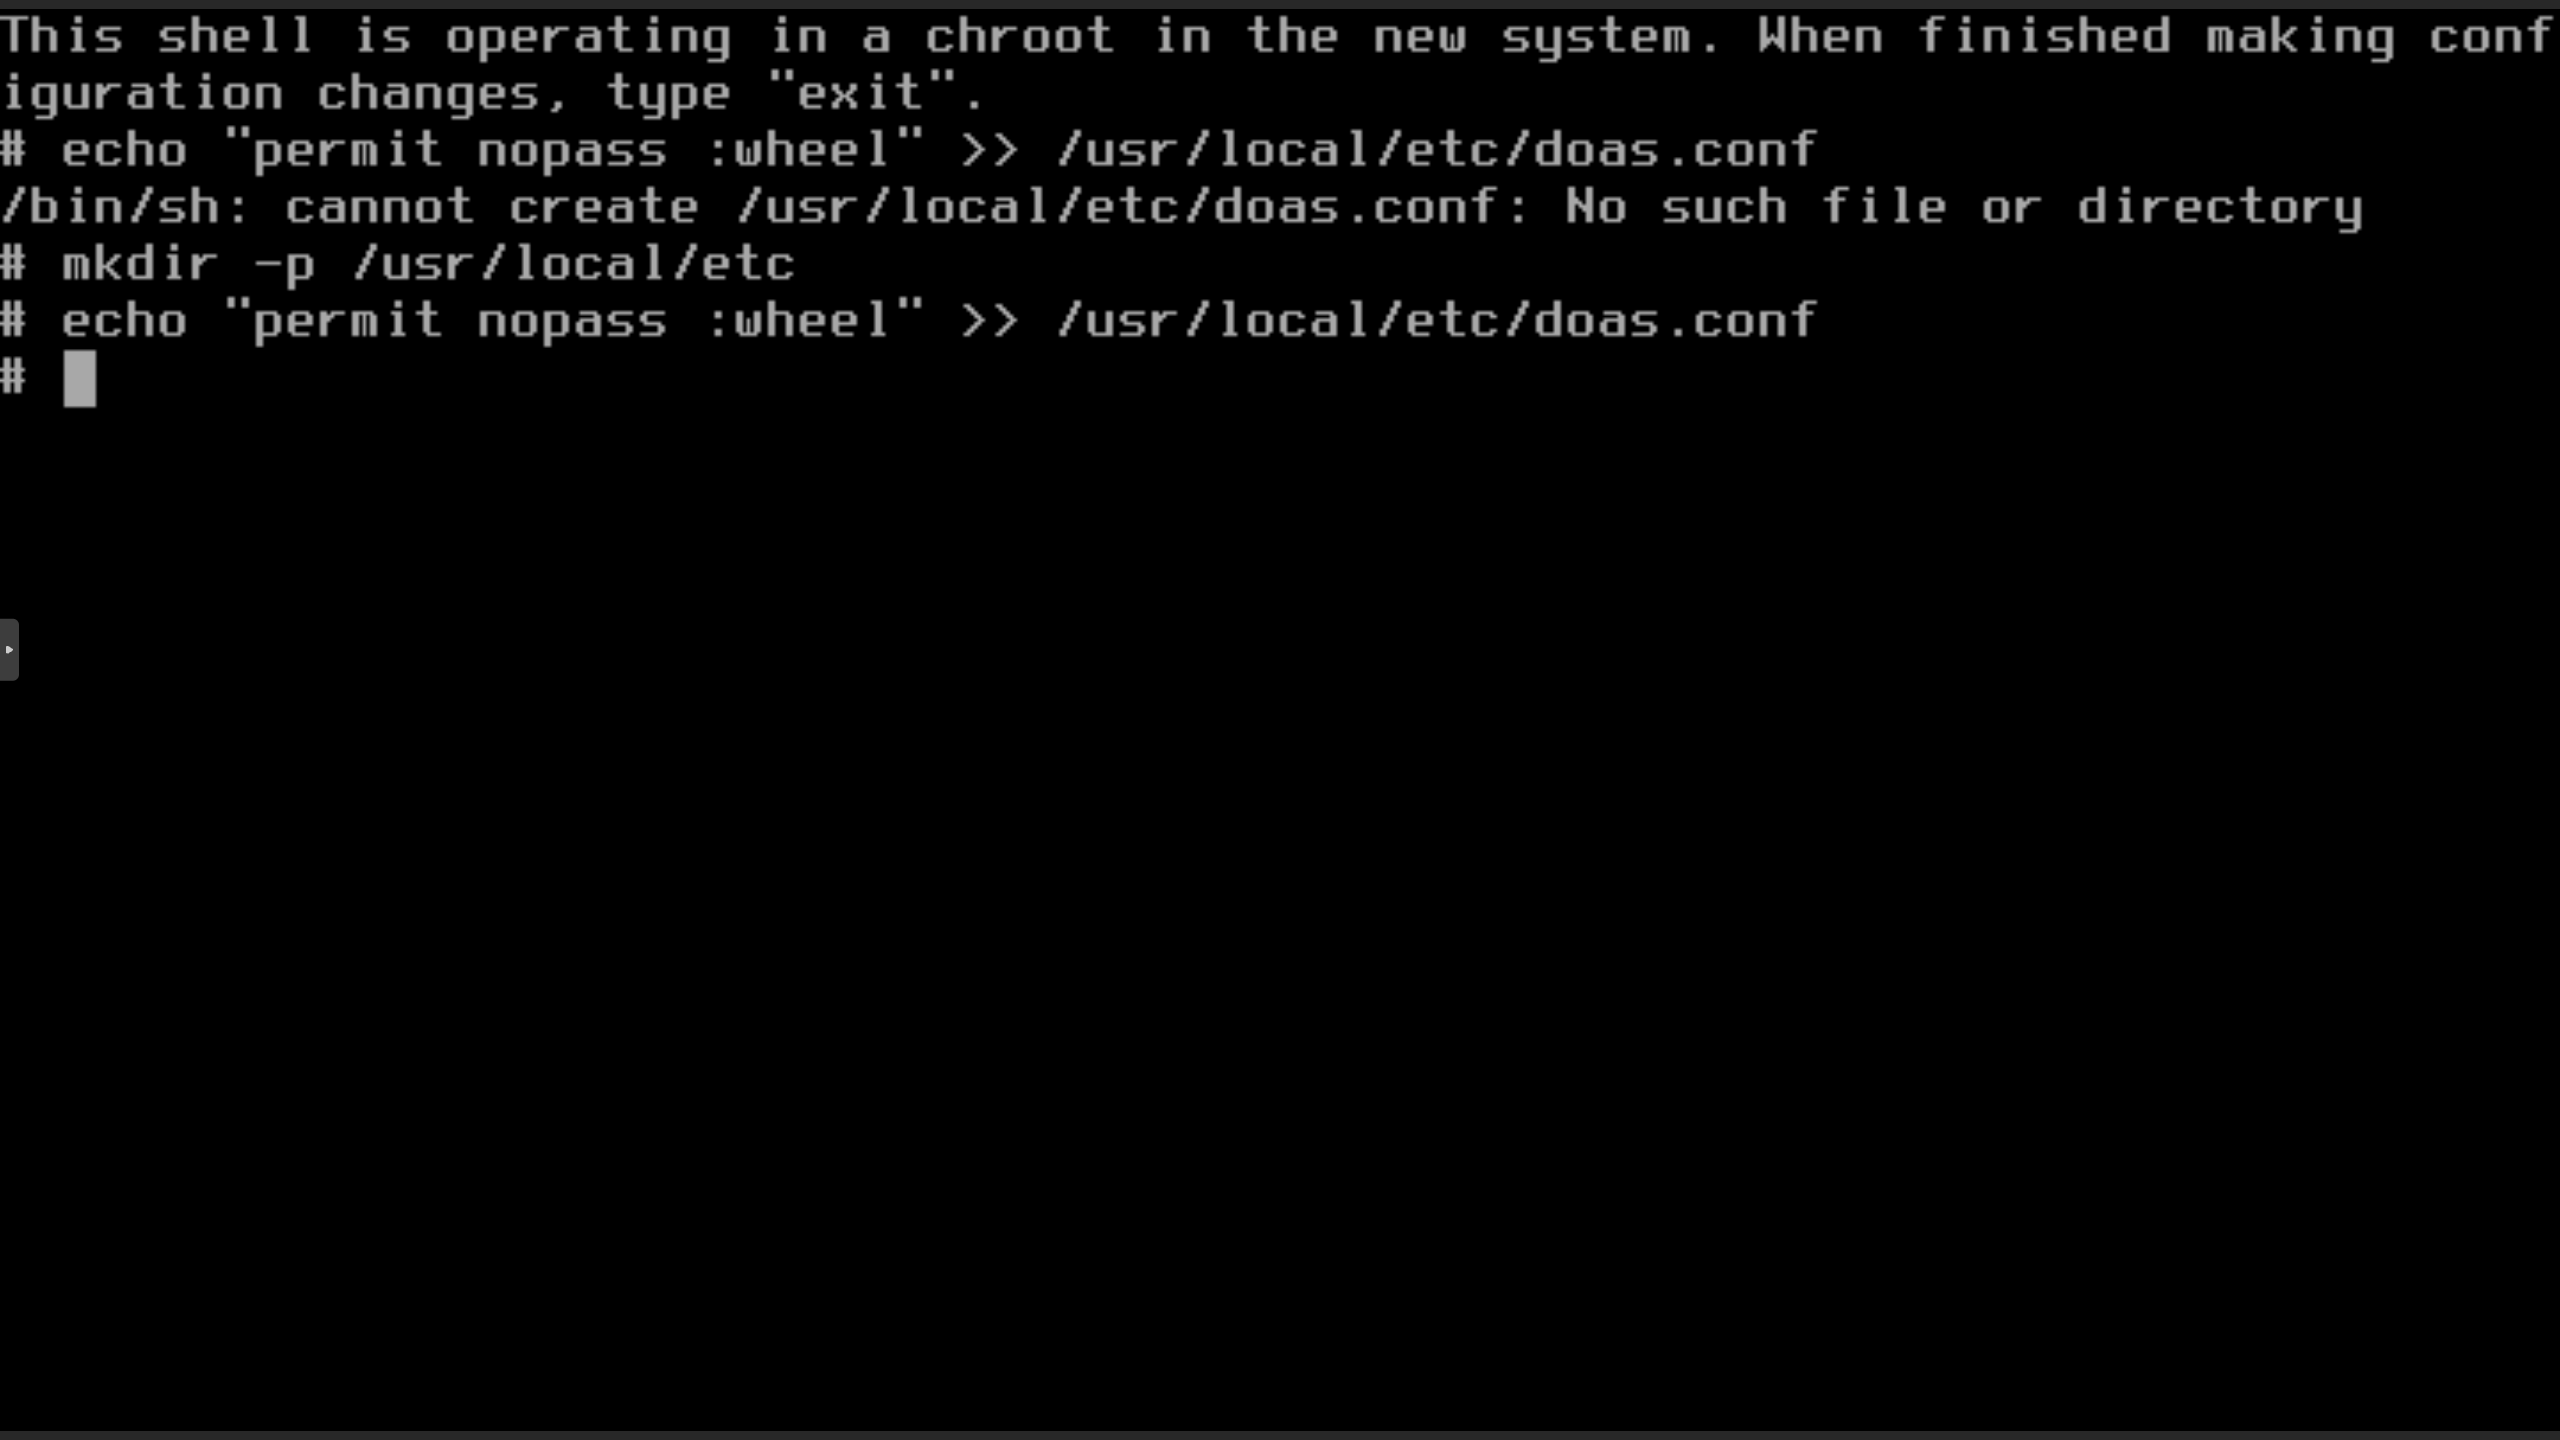 This shell is operating in a chroot in the new system. When finished making conf
iguration changes, type "exit".
# echo "permit nopass :wheel" >> /usr/local/etc/doas.conf
/bin/sh: cannot create /usr/local/etc/doas.conf: No such file or directory
# mkdir -p /usr/local/etc
# echo "permit nopass :wheel" >> /usr/local/etc/doas.conf
#